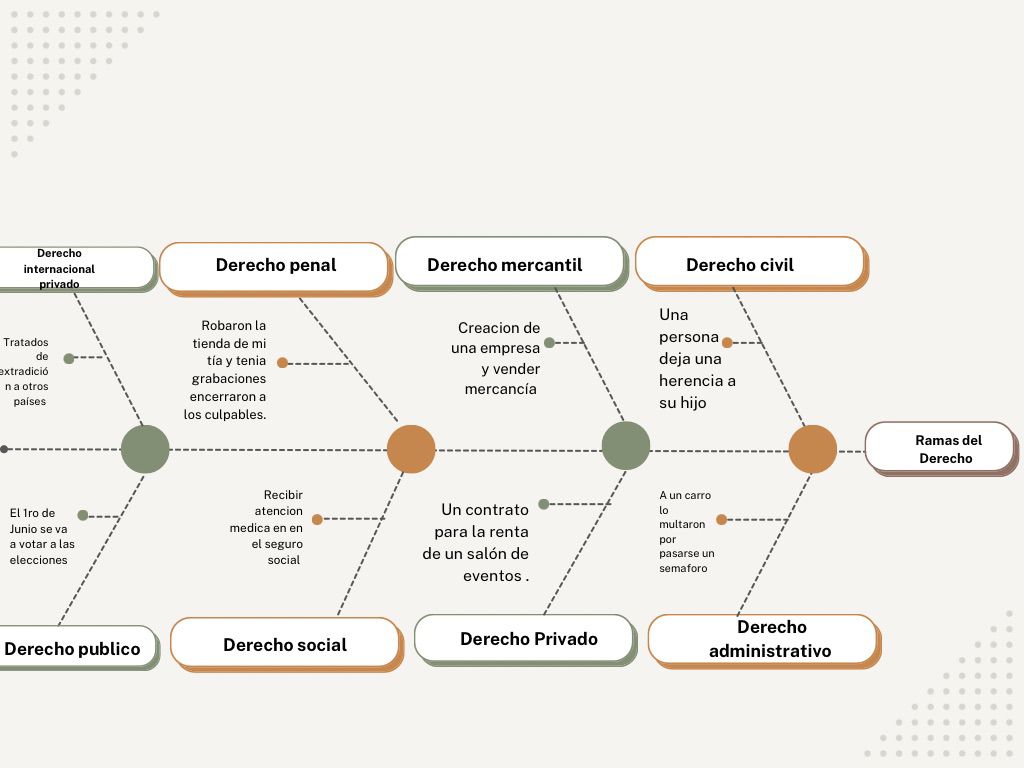 Derecho
internacional
privado
Derecho penal
Derecho mercantil
Derecho civil
Tratados
de
extradició
n a otros
países
Robaron la
tienda de mi
tía y tenia
grabaciones
encerraron a
los culpables.
Creacion de
una empresa
y vender
mercancía
Una
persona
deja una
herencia a
su hijo
Ramas del
Derecho
El 1ro de
Junio se va
a votar a las
elecciones
Recibir
atencion
medica en en
el seguro
social
Un contrato
para la renta
de un salón de
eventos .
A un carro
lo
multaron
por
pasarse un
semaforo
Derecho publico
Derecho social
Derecho Privado
Derecho
administrativo